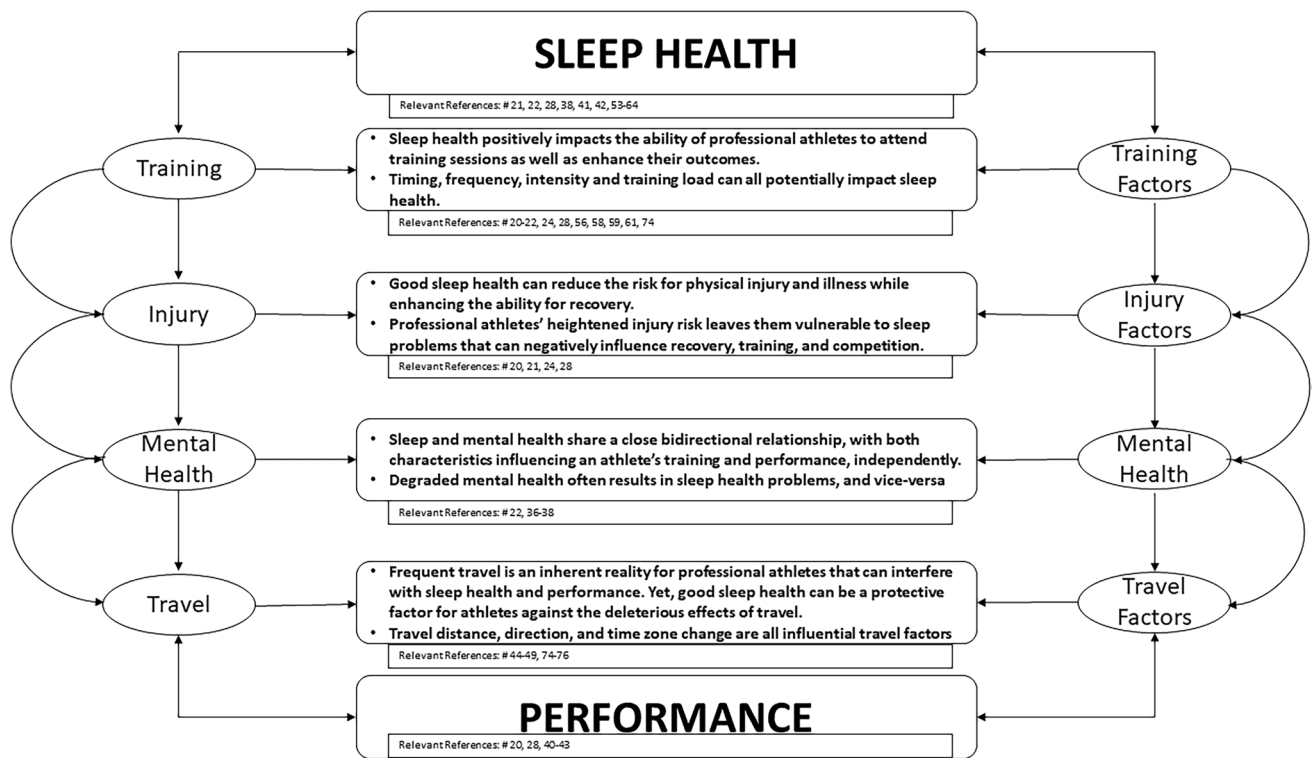 SLEEP HEALTH
Relevant References: # 21, 22, 28, 38, 41, 42, 53-64
Training
• Sleep health positively impacts the ability of professional athletes to attend
training sessions as well as enhance their outcomes.
• Timing, frequency, intensity and training load can all potentially impact sleep
health.
Relevant References: # 20-22, 24, 28, 56, 58, 59, 61, 74
Training
Factors
Injury
• Good sleep health can reduce the risk for physical injury and illness while
enhancing the ability for recovery.
• Professional athletes’ heightened injury risk leaves them vulnerable to sleep
problems that can negatively influence recovery, training, and competition.
Relevant References: # 20, 21, 24, 28
Injury
Factors
Mental
Health
• Sleep and mental health share a close bidirectional relationship, with both
characteristics influencing an athlete’s training and performance, independently.
• Degraded mental health often results in sleep health problems, and vice-versa
Relevant References: # 22, 36-38
Mental
Health
Travel
• Frequent travel is an inherent reality for professional athletes that can interfere
with sleep health and performance. Yet, good sleep health can be a protective
factor for athletes against the deleterious effects of travel.
• Travel distance, direction, and time zone change are all influential travel factors
Relevant References: # 44-49, 74-76
Travel
Factors
PERFORMANCE
Relevant References: # 20, 28, 40-43